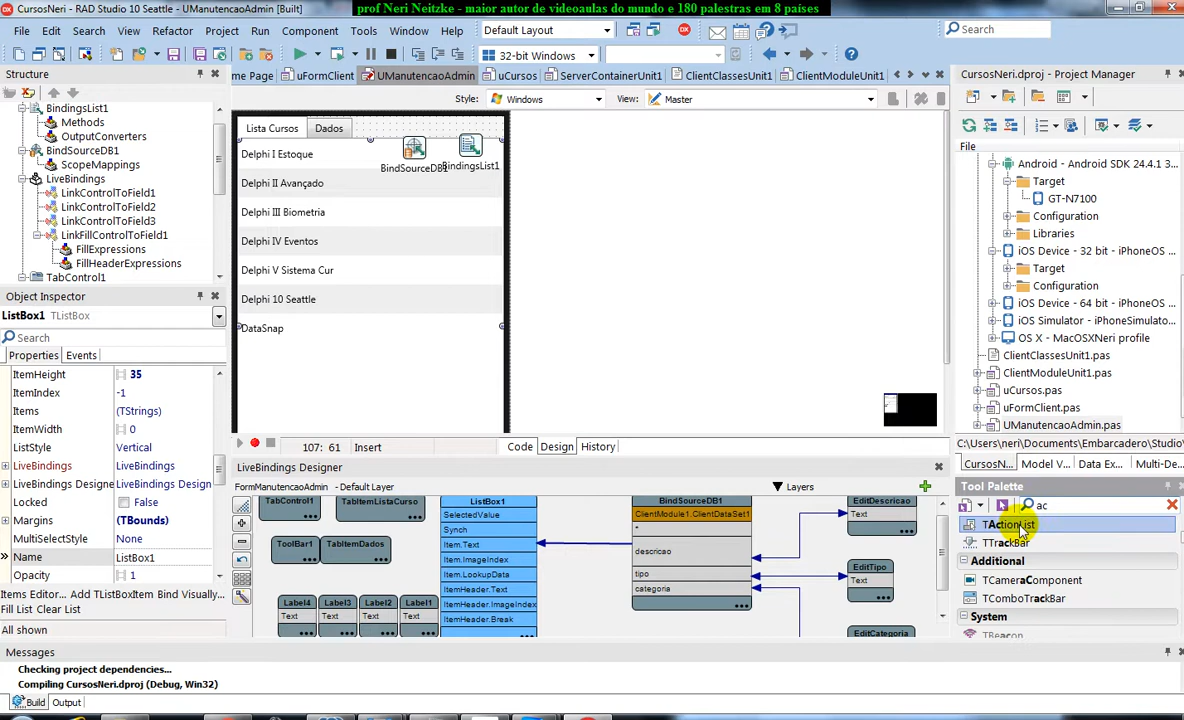 CursosNeri - RAD Studio 10 Seattle - UManutencaoAdmin [Built]
prof Neri Neitzke - maior autor de videoaulas do mundo e 180 palestras em 8 países
File Edit Search View Refactor Project Run Component Tools Window Help Default Layout Search
32-bit Windows
Structure
me Page uFormClient UManutencaoAdmin uCursos ServerContainerUnit1 ClientClassesUnit1 ClientModuleUnit1
CursosNeri.dproj - Project Manager
Style: Windows View: Master
BindingsList1
Methods
OutputConverters
BindSourceDB1
ScopeMappings
LiveBindings
LinkControlToField1
LinkControlToField2
LinkControlToField3
LinkFillControlToField1
FillExpressions
FillHeaderExpressions
TabControl1
Lista Cursos Dados
Delphi I Estoque
BindSourceDB1
BindingsList1
Delphi II Avançado
Delphi III Biometria
Delphi IV Eventos
Delphi V Sistema Cur
Delphi 10 Seattle
DataSnap
File
Android - Android SDK 24.4.1 3...
Target
GT-N7100
Configuration
Libraries
iOS Device - 32 bit - iPhoneOS ...
Target
Configuration
iOS Device - 64 bit - iPhoneOS ...
iOS Simulator - iPhoneSimulato...
OS X - MacOSXNeri profile
ClientClassesUnit1.pas
ClientModuleUnit1.pas
uCursos.pas
uFormClient.pas
UManutencaoAdmin.pas
C:\Users\neri\Documents\Embarcadero\Studio'
CursosN... Model V... Data Ex... Multi-De...
Object Inspector
ListBox1 TListBox
Search
Properties Events
ItemHeight 35
ItemIndex -1
Items (TStrings)
ItemWidth 0
ListStyle Vertical
LiveBindings LiveBindings
LiveBindings Designe LiveBindings Design
Locked False
Margins (TBounds)
MultiSelectStyle None
Name ListBox1
Opacity 1
Items Editor... Add TListBoxItem Bind Visually...
Fill List Clear List
All shown
107: 61 Insert Code Design History
LiveBindings Designer
FormManutencaoAdmin - Default Layer Layers
TabControl1
TabItemListaCurso
ToolBar1
TabItemDados
Label4
Text
Label3
Text
Label2
Text
Label1
Text
ListBox1
SelectedValue
Synch
Item.Text
Item.ImageIndex
Item.LookupData
ItemHeader.Text
ItemHeader.ImageIndex
ItemHeader.Break
BindSourceDB1
ClientModule1.ClientDataSet1
*
descricao
tipo
categoria
EditDescricao
Text
EditTipo
Text
EditCategoria
Tool Palette
ac
TActionList
TTrackBar
Additional
TCameraComponent
TComboTrackBar
System
TBeacon
Messages
Checking project dependencies...
Compiling CursosNeri.dproj (Debug, Win32)
Build Output